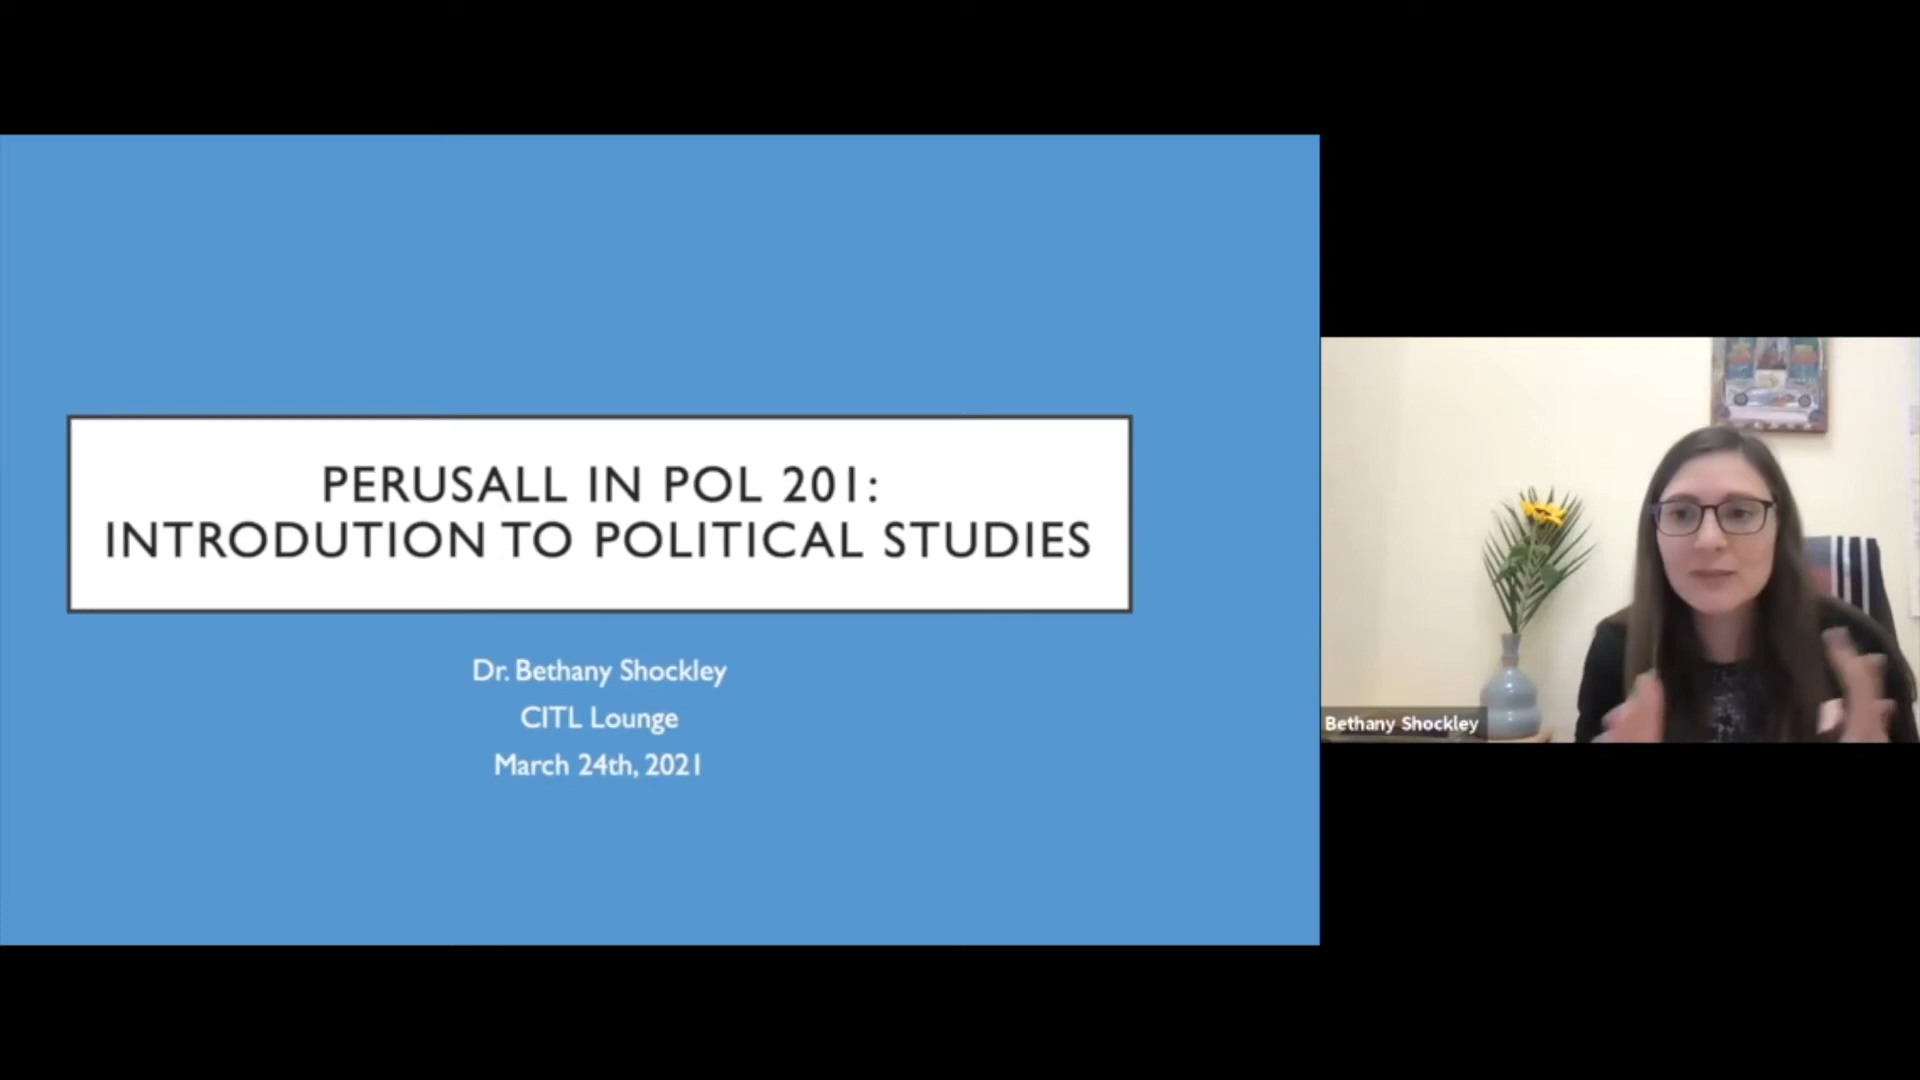 PERUSALL IN POL 201:
INTRODUTION TO POLITICAL STUDIES
Dr. Bethany Shockley
CITL Lounge
March 24th, 2021
Bethany Shockley